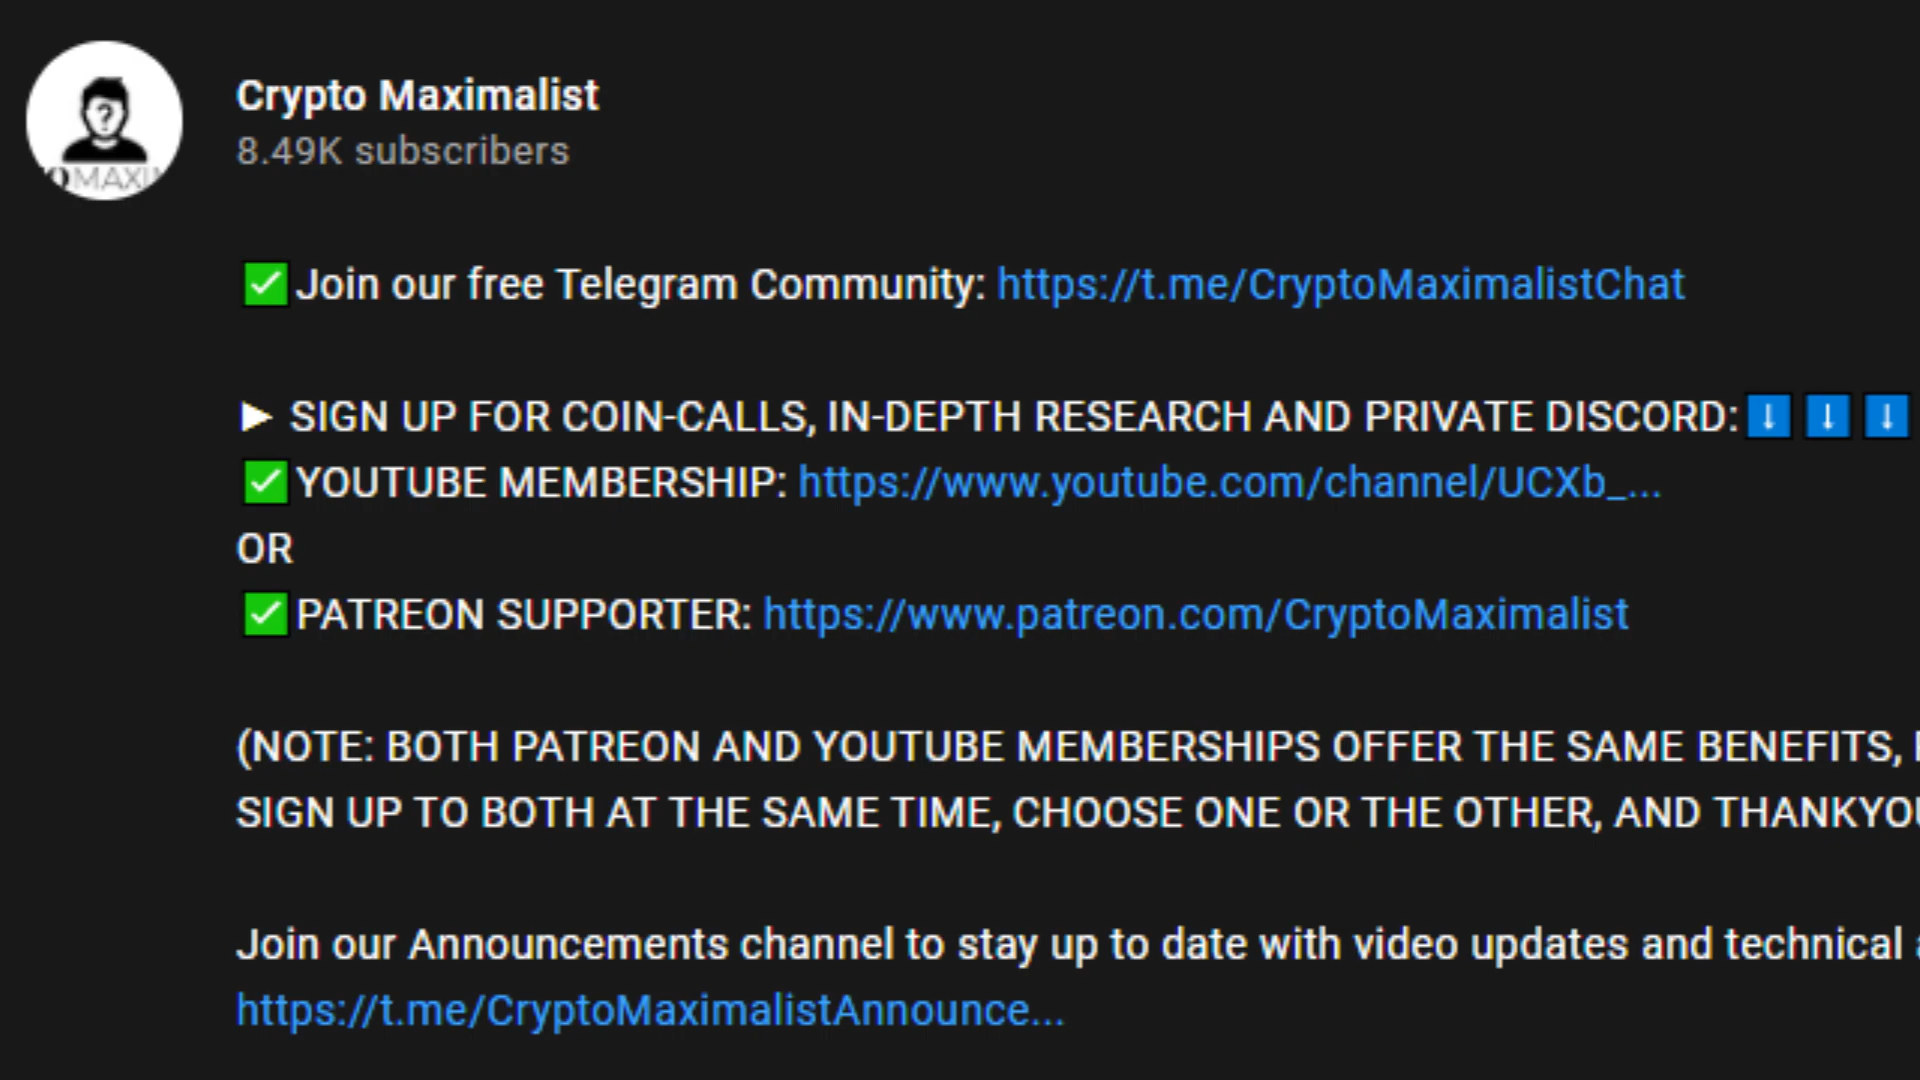 Crypto Maximalist
8.49K subscribers
?
OMAXI
✅Join our free Telegram Community: https://t.me/CryptoMaximalistChat
► SIGN UP FOR COIN-CALLS, IN-DEPTH RESEARCH AND PRIVATE DISCORD:⬇️⬇️⬇️
✅YOUTUBE MEMBERSHIP: https://www.youtube.com/channel/UCXb_...
OR
✅PATREON SUPPORTER: https://www.patreon.com/CryptoMaximalist
(NOTE: BOTH PATREON AND YOUTUBE MEMBERSHIPS OFFER THE SAME BENEFITS,
SIGN UP TO BOTH AT THE SAME TIME, CHOOSE ONE OR THE OTHER, AND THANKYOU
Join our Announcements channel to stay up to date with video updates and technical
https://t.me/CryptoMaximalistAnnounce...